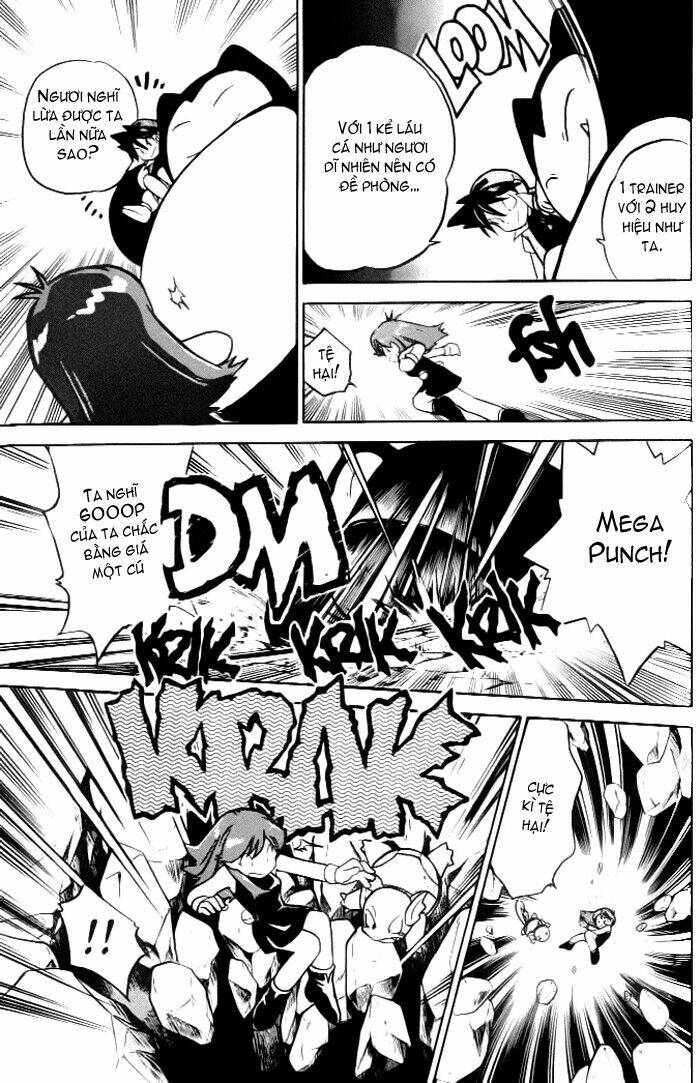 LOOM
1 TRAINER
VỚI 2 HUY
HIỆU NHƯ
TA.
VỚI 1 KẺ LÁU
CÁ NHƯ NGƯƠI
DĨ NHIÊN NÊN CÓ
ĐỀ PHÒNG...
NGƯƠI NGHĨ
LỪA ĐƯỢC TA
LẦN NỮA
SAO?
fsh
TỆ
HẠI!
MEGA
PUNCH!
DM
KRIK
KRIK
KRIK
TA NGHĨ
GOOOP
CỦA TA CHẮC
BẰNG GIÁ
MỘT CÚ
KRAK
CỰC
KÌ TỆ
HẠI!
!!